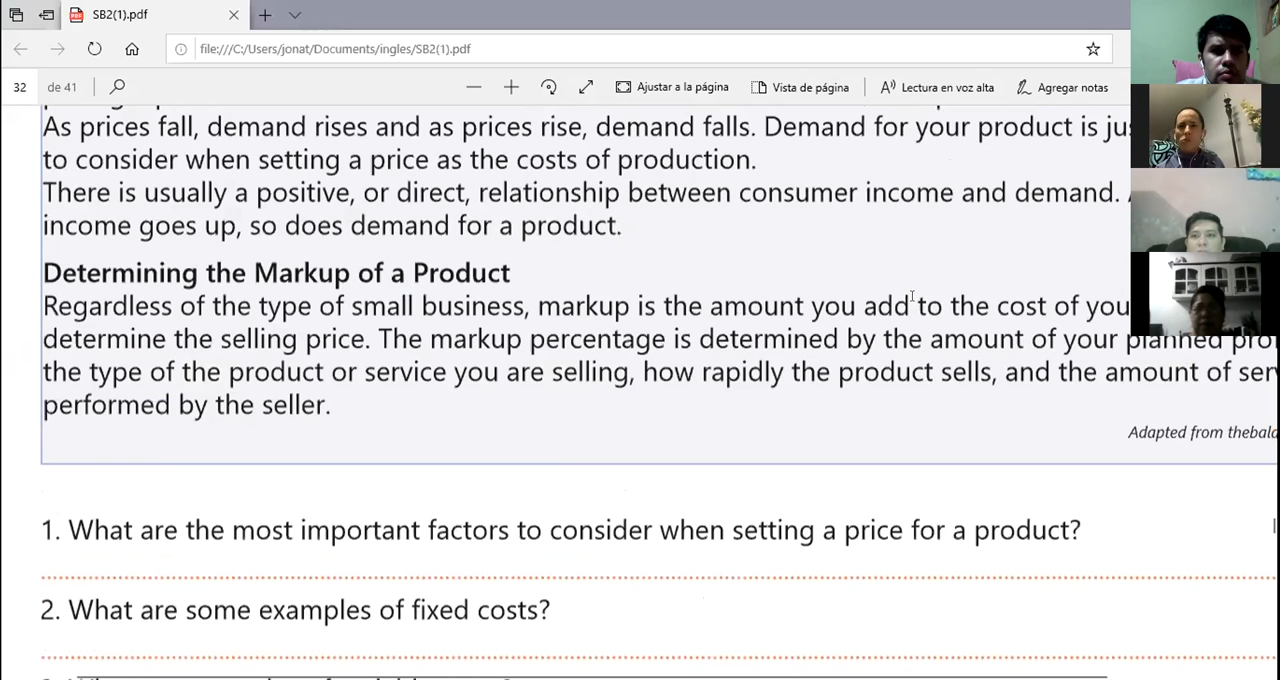 SB2(1).pdf
file:///C:/Users/jonat/Documents/ingles/SB2(1).pdf
32 de 41 Ajustar a la página Vista de página Lectura en voz alta Agregar notas
As prices fall, demand rises and as prices rise, demand falls. Demand for your product is
to consider when setting a price as the costs of production.
There is usually a positive, or direct, relationship between consumer income and demand.
income goes up, so does demand for a product.
Determining the Markup of a Product
Regardless of the type of small business, markup is the amount you add to the cost of
determine the selling price. The markup percentage is determined by the amount of your planned
the type of the product or service you are selling, how rapidly the product sells, and the amount of
performed by the seller.
Adapted from
1. What are the most important factors to consider when setting a price for a product?
2. What are some examples of fixed costs?